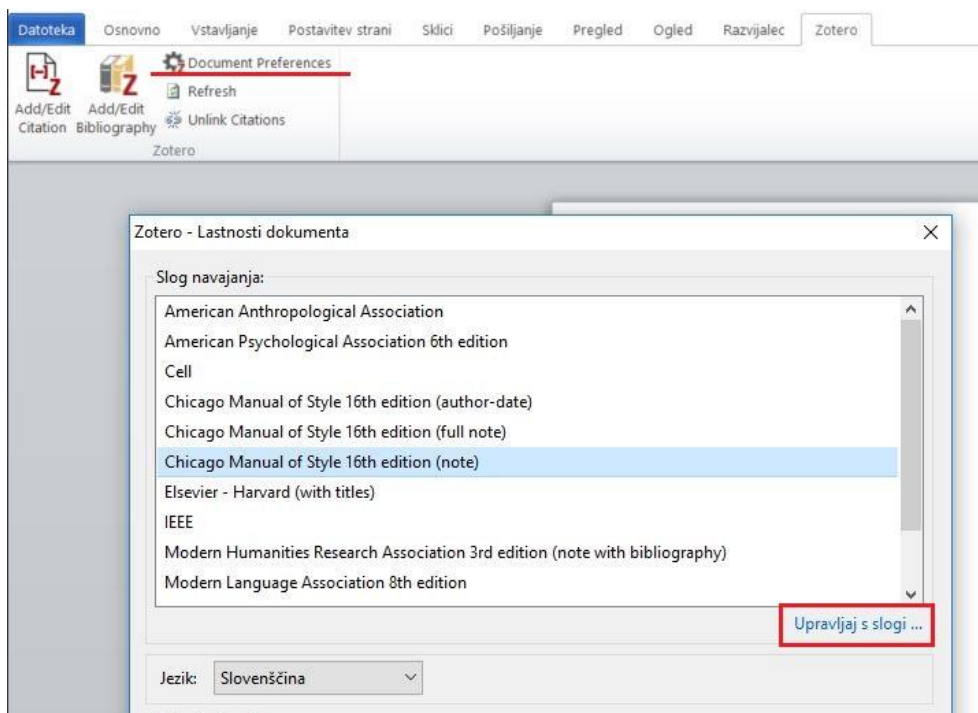 Datoteka Osnovno Vstavljanje Postavitev strani Sklici Pošiljanje Pregled Ogled Razvijalec Zotero
Add/Edit Citation
Add/Edit Bibliography
Document Preferences
Refresh
Unlink Citations
Zotero
Zotero - Lastnosti dokumenta
Slog navajanja:
American Anthropological Association
American Psychological Association 6th edition
Cell
Chicago Manual of Style 16th edition (author-date)
Chicago Manual of Style 16th edition (full note)
Chicago Manual of Style 16th edition (note)
Elsevier - Harvard (with titles)
IEEE
Modern Humanities Research Association 3rd edition (note with bibliography)
Modern Language Association 8th edition
Upravljaj s slogi ...
Jezik: Slovenščina